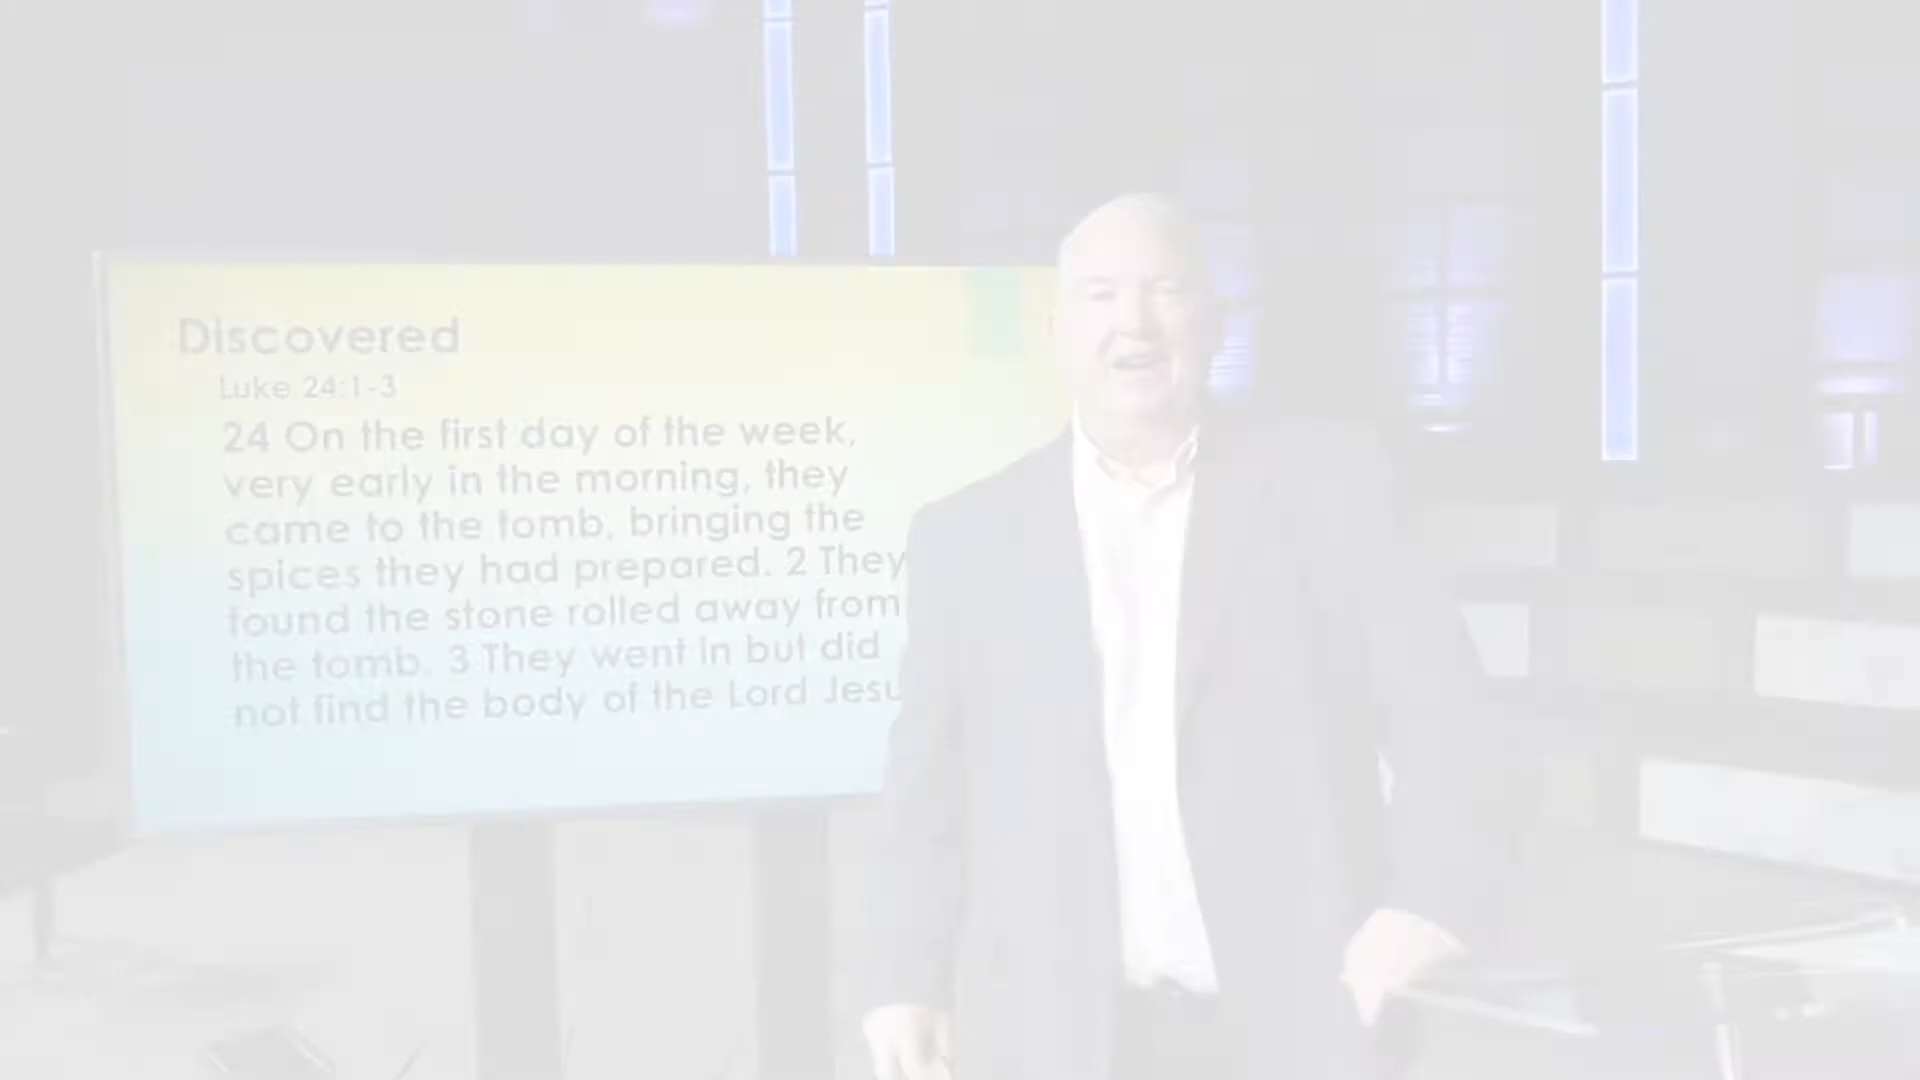 Discovered
Luke 24:1-3
24 On the first day of the week,
very early in the morning, they
came to the tomb, bringing the
spices they had prepared. 2 They
found the stone rolled away from
the tomb. 3 They went in but did
not find the body of the Lord Jesu